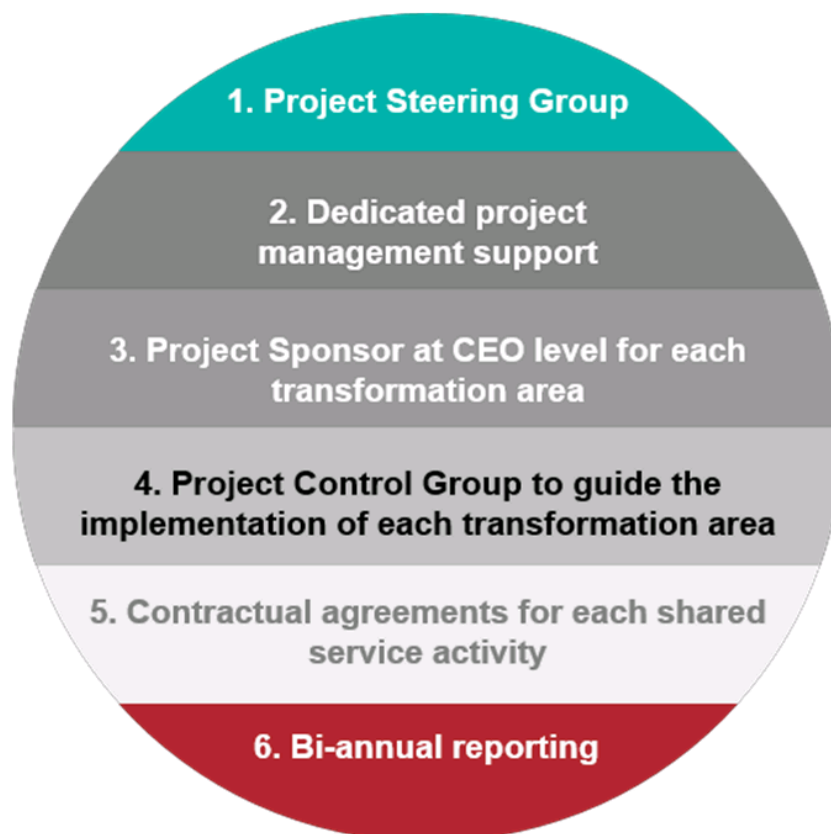 1. Project Steering Group
2. Dedicated project
management support
3. Project Sponsor at CEO level for each
transformation area
4. Project Control Group to guide the
implementation of each transformation area
5. Contractual agreements for each shared
service activity
6. Bi-annual reporting